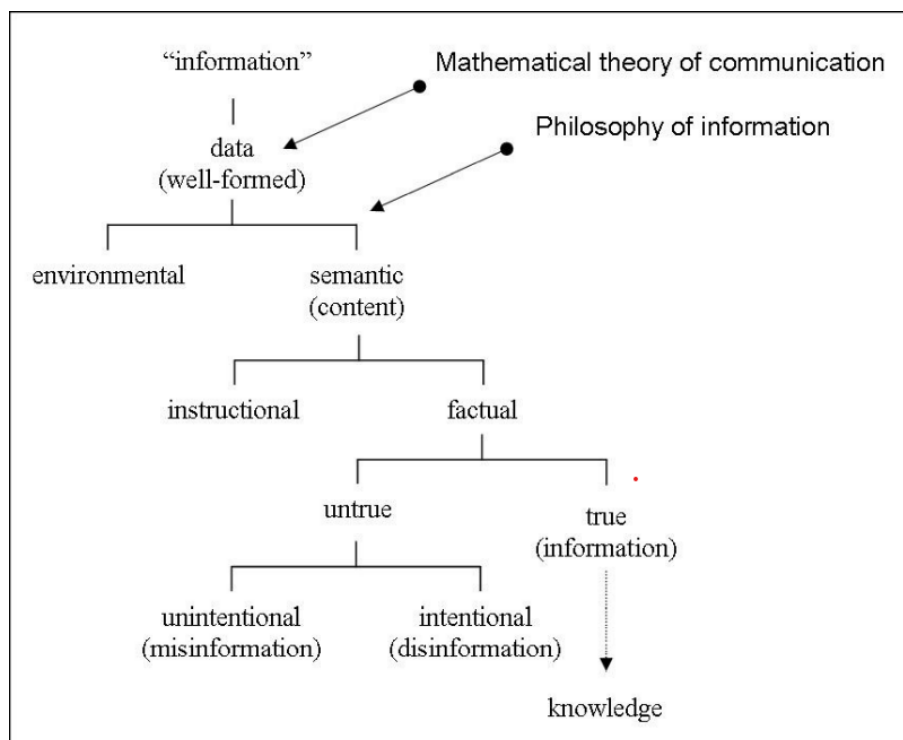 “information”
Mathematical theory of communication
Philosophy of information
data
(well-formed)
environmental
semantic
(content)
instructional
factual
untrue
true
(information)
unintentional
(misinformation)
intentional
(disinformation)
knowledge